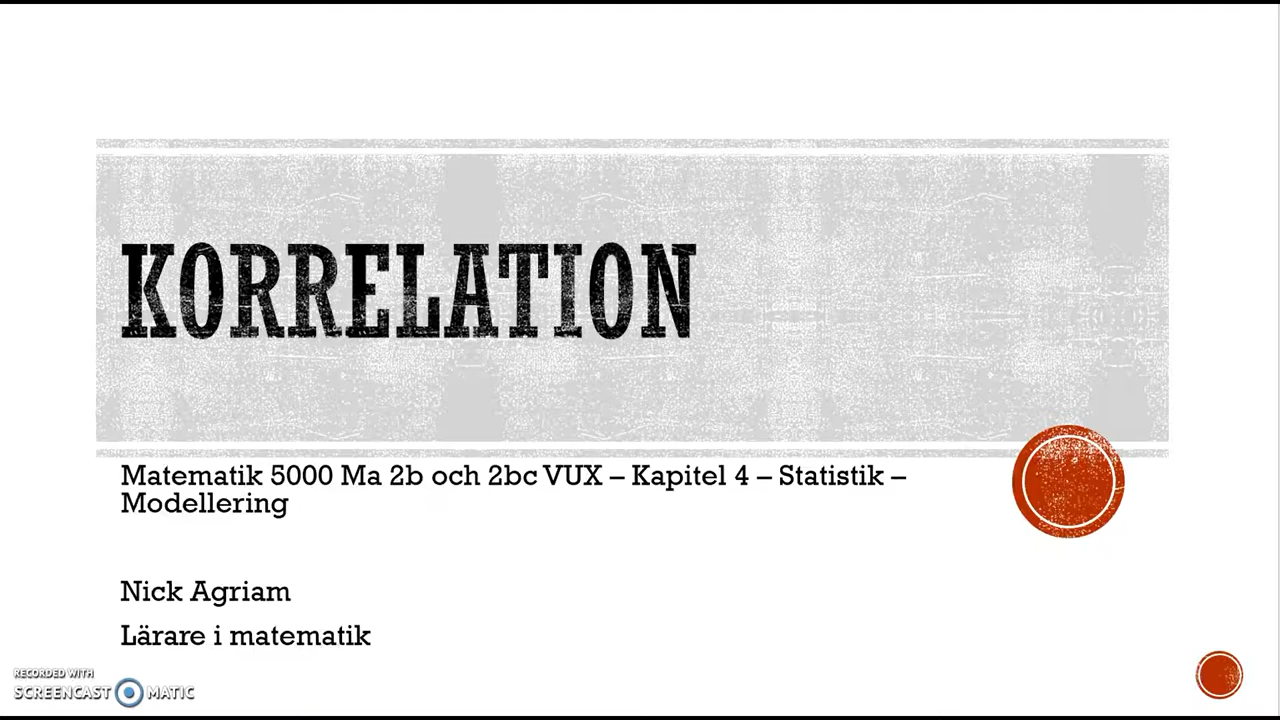 KORRELATION
Matematik 5000 Ma 2b och 2bc VUX – Kapitel 4 – Statistik –
Modellering
Nick Agriam
Lärare i matematik
RECORDED WITH
SCREENCAST MATIC